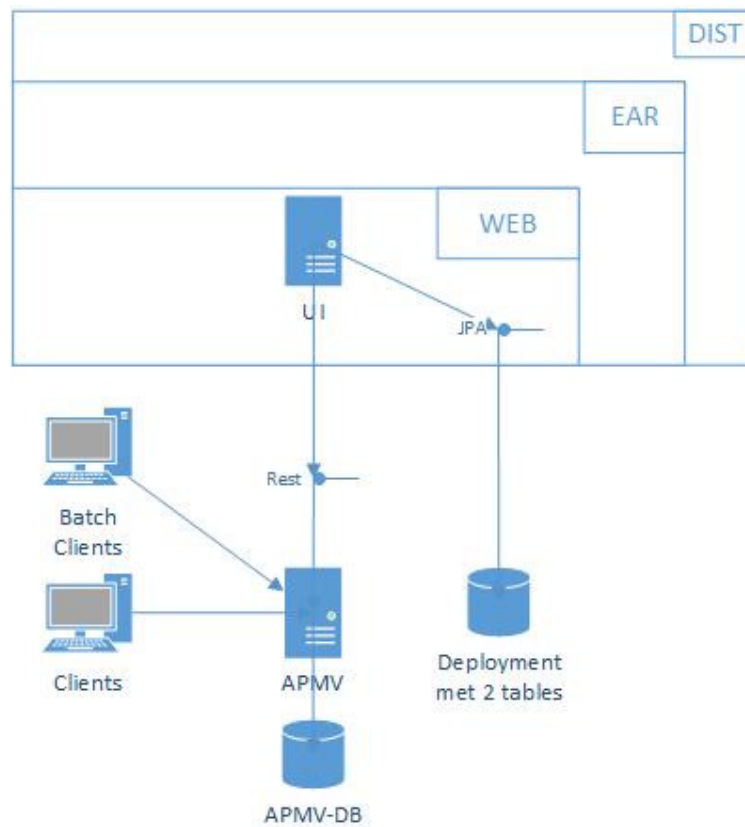 DIST
EAR
WEB
UI
JPA
Rest
Batch
Clients
Clients
APMV
Deployment
met 2 tables
APMV-DB